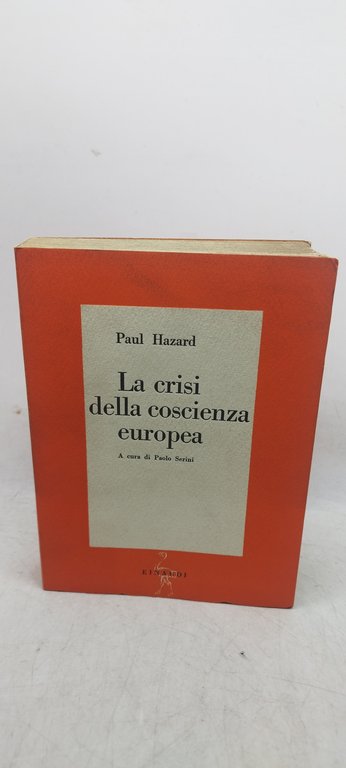 Paul Hazard
La crisi
della coscienza
europea
A cura di Paolo Serini
EINAUDI